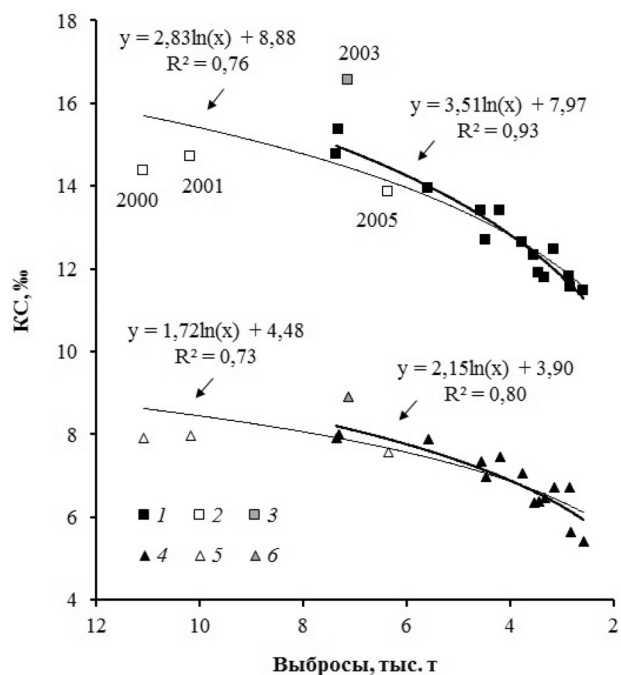 18
y = 2,83ln(x) + 8,88
R² = 0,76
2003
16
y = 3,51ln(x) + 7,97
R² = 0,93
14
2000
2001
2005
12
КС, ‰
10
y = 1,72ln(x) + 4,48
R² = 0,73
y = 2,15ln(x) + 3,90
R² = 0,80
8
6
1 2 3
4 5 6
4
12 10 8 6 4 2
Выбросы, тыс. т